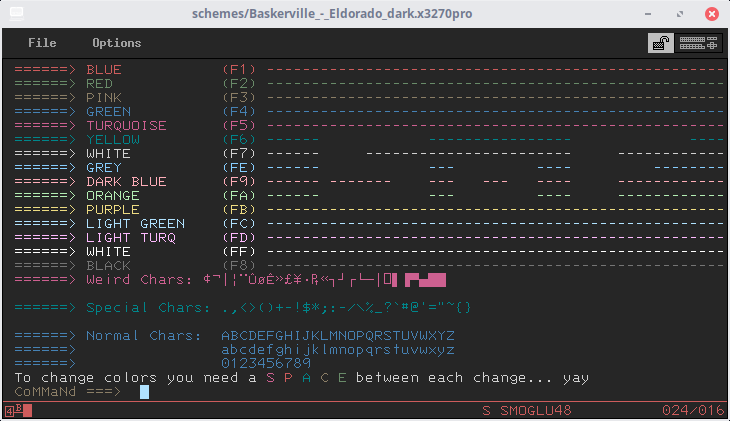 schemes/Baskerville_-_Eldorado_dark.x3270pro
File Options
======> BLUE (F1) --------------------------------------------------
======> RED (F2) --------------------------------------------------
======> PINK (F3) --------------------------------------------------
======> GREEN (F4) --------------------------------------------------
======> TURQUOISE (F5) --------------------------------------------------
======> YELLOW (F6) ------ --- --- ----------
======> WHITE (F7) ------ -------- --------- ------- ----------
======> GREY (FE) ------ --- --- ----------
======> DARK BLUE (F9) ------ -------- --- --- ----------
======> ORANGE (FA) ------ --- --- ----------
======> PURPLE (FB) ------ -------- --------- ------- ----------
======> LIGHT GREEN (FC) ------ --- --- ----------
======> LIGHT TURQ (FD) ------ --- --- ----------
======> WHITE (FF) --------------------------------------------------
======> BLACK (F8) --------------------------------------------------
======> Weird Chars:
======> Special Chars: .,<>()+-!$*;:-/\%_?`#@'="~{}
======> Normal Chars: ABCDEFGHIJKLMNOPQRSTUVWXYZ
======> abcdefghijklmnopqrstuvwxyz
======> 0123456789
To change colors you need a S P A C E between each change... yay
CoMMaNd ===>
4B S SMOGLU48 024/016